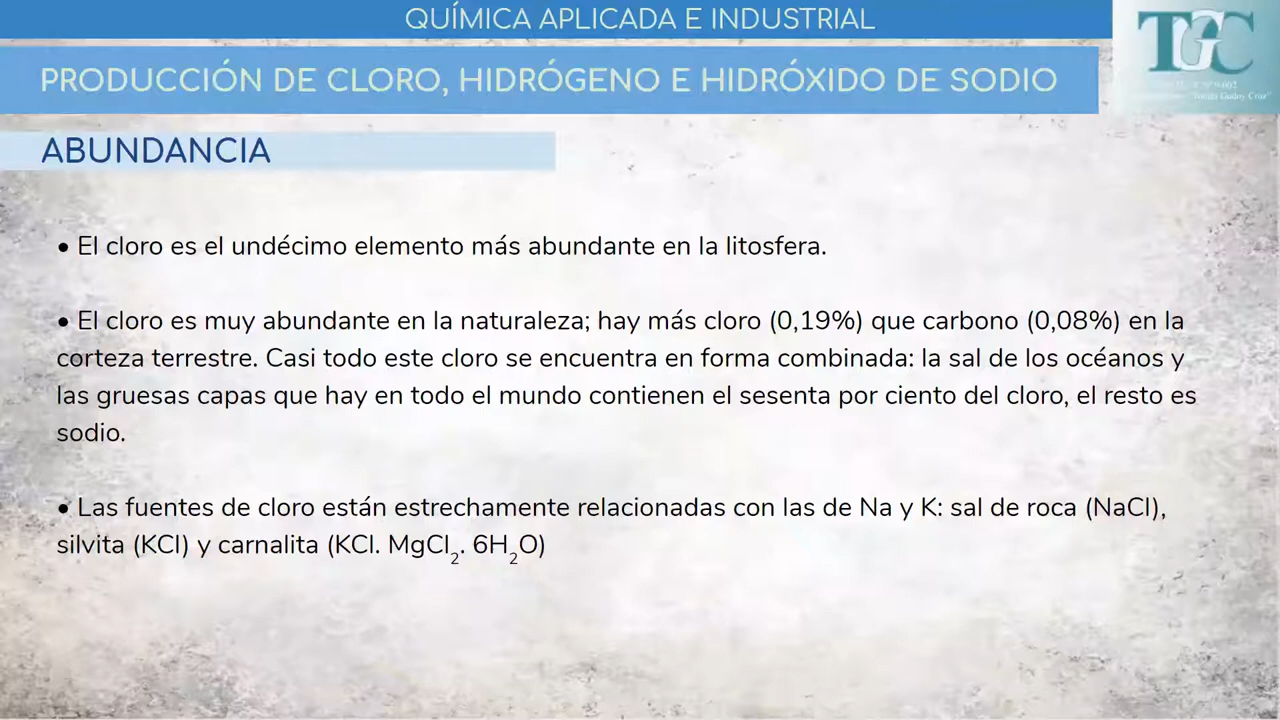 QUÍMICA APLICADA E INDUSTRIAL
TGC
PRODUCCIÓN DE CLORO, HIDRÓGENO E HIDRÓXIDO DE SODIO
"Tomás Godoy Cruz"
ABUNDANCIA
• El cloro es el undécimo elemento más abundante en la litosfera.
• El cloro es muy abundante en la naturaleza; hay más cloro (0,19%) que carbono (0,08%) en la
corteza terrestre. Casi todo este cloro se encuentra en forma combinada: la sal de los océanos y
las gruesas capas que hay en todo el mundo contienen el sesenta por ciento del cloro, el resto es
sodio.
• Las fuentes de cloro están estrechamente relacionadas con las de Na y K: sal de roca (NaCl),
silvita (KCl) y carnalita (KCl. MgCl₂. 6H₂O)